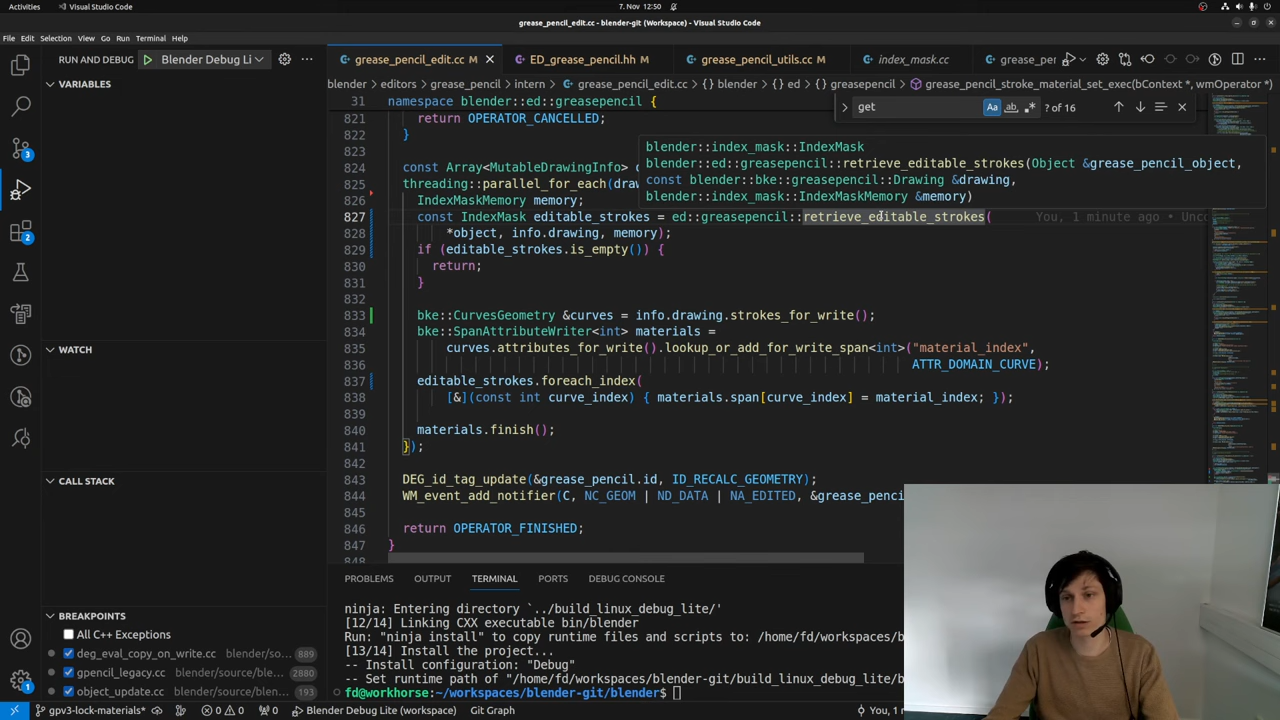 Activities
Visual Studio Code
7. Nov 12:50
grease_pencil_edit.cc - blender-git (Workspace) - Visual Studio Code
File Edit Selection View Go Run Terminal Help
RUN AND DEBUG
Blender Debug Li
grease_pencil_edit.cc
ED_grease_pencil.hh M
grease_pencil_utils.cc M
index_mask.cc
grease_per
blender > editors > grease_pencil > intern > grease_pencil_edit.cc > {} blender > {} ed > {} greasepencil > grease_pencil_stroke_material_set_exec(bContext *, wmOperator *)
get
Aa
ab
? of 16
VARIABLES
WATCH
CALL STACK
BREAKPOINTS
All C++ Exceptions
deg_eval_copy_on_write.cc blender/so... 889
gpencil_legacy.cc blender/source/blen... 2880
object_update.cc blender/source/blen... 193
3
2
1
31 namespace blender::ed::greasepencil {
821 return OPERATOR_CANCELLED;
822 }
823
blender::index_mask::IndexMask
blender::ed::greasepencil::retrieve_editable_strokes(Object &grease_pencil_object,
const blender::bke::greasepencil::Drawing &drawing,
blender::index_mask::IndexMaskMemory &memory)
824 const Array<MutableDrawingInfo>
825 threading::parallel_for_each(
826 IndexMaskMemory memory;
827 const IndexMask editable_strokes = ed::greasepencil::retrieve_editable_strokes( You, 1 minute ago • Unc
828 *object, info.drawing, memory);
829 if (editable_strokes.is_empty()) {
830 return;
831 }
832
833 bke::CurvesGeometry &curves = info.drawing.strokes_for_write();
834 bke::SpanAttributeWriter<int> materials =
835 curves.attributes_for_write().lookup_or_add_for_write_span<int>("material_index",
836 ATTR_DOMAIN_CURVE);
837 editable_strokes.foreach_index(
838 [&](const int curve_index) { materials.span[curve_index] = material_index; });
839
840 materials.finish();
841 });
842
843 DEG_id_tag_update(&grease_pencil.id, ID_RECALC_GEOMETRY);
844 WM_event_add_notifier(C, NC_GEOM | ND_DATA | NA_EDITED, &grease_penci
845
846 return OPERATOR_FINISHED;
847 }
848
PROBLEMS OUTPUT TERMINAL PORTS DEBUG CONSOLE
ninja: Entering directory `../build_linux_debug_lite/'
[12/14] Linking CXX executable bin/blender
Run: "ninja install" to copy runtime files and scripts to: /home/fd/workspaces/b
[13/14] Install the project...
-- Install configuration: "Debug"
-- Set runtime path of "/home/fd/workspaces/blender-git/build_linux_debug_lite/b
fd@workhorse:~/workspaces/blender-git/blender$
gpv3-lock-materials* 0 0 0 Blender Debug Lite (workspace) Git Graph
You, 1 m